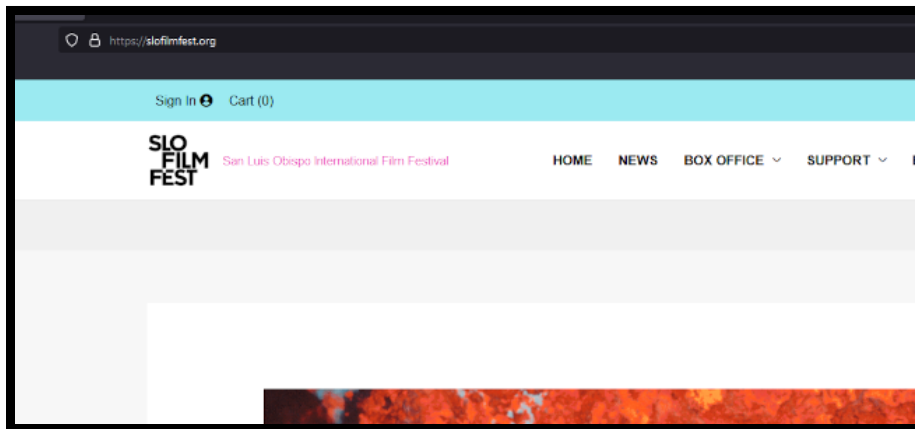 https://slofilmfest.org
Sign In Cart (0)
SLO
FILM
FEST
San Luis Obispo International Film Festival
HOME NEWS BOX OFFICE SUPPORT